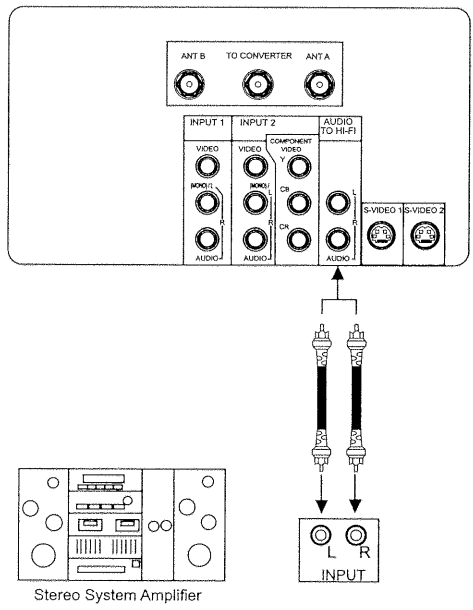 ANT B TO CONVERTER ANT A
INPUT 1 INPUT 2 AUDIO TO HI-FI
COMPONENT VIDEO
VIDEO VIDEO Y
(MONO) / L (MONO) / L CB L
S-VIDEO 1 S-VIDEO 2
R R CR R
AUDIO AUDIO AUDIO
L R
INPUT
Stereo System Amplifier